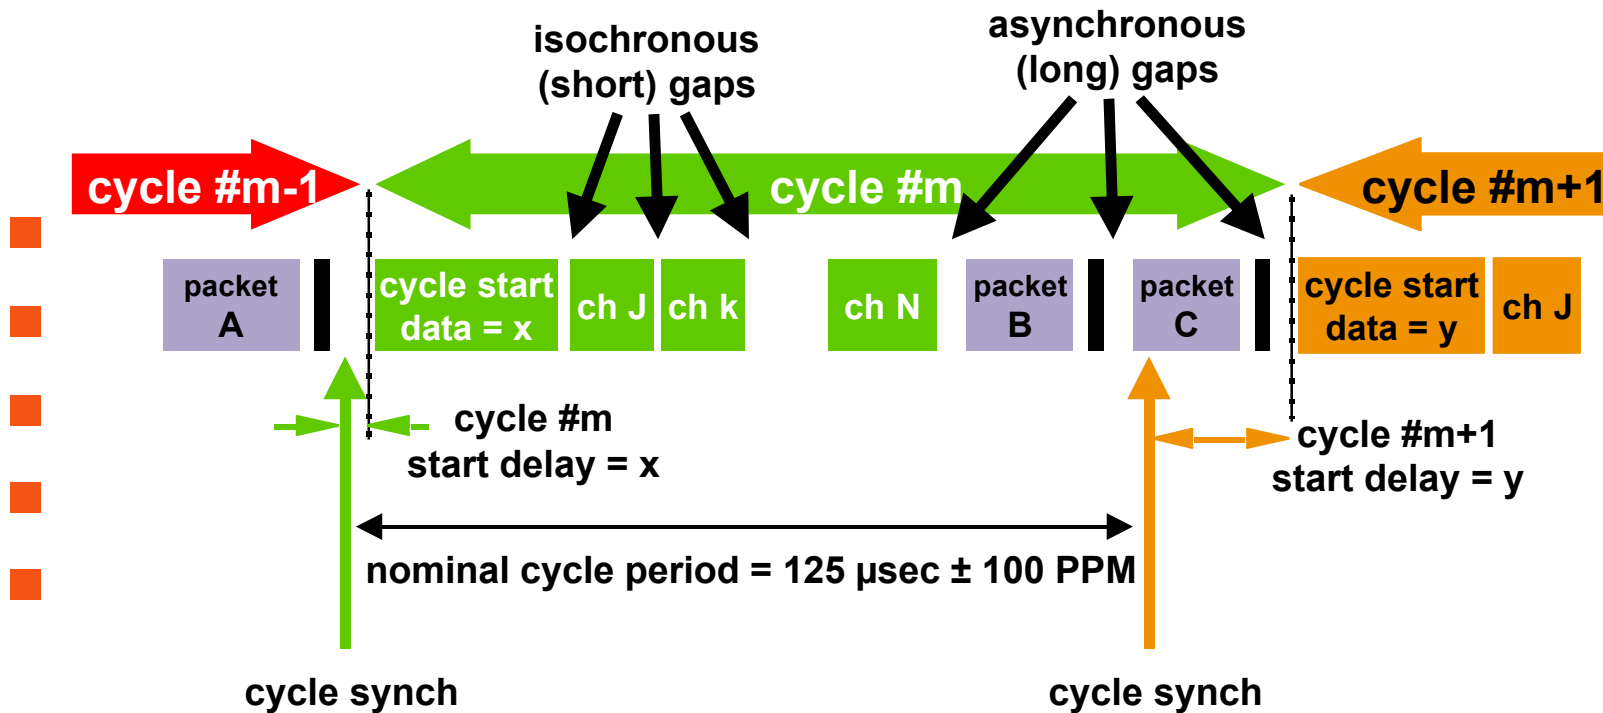 isochronous
(short) gaps
asynchronous
(long) gaps
cycle #m-1
cycle #m
cycle #m+1
packet
A
cycle start
data = x
ch J
ch k
ch N
packet
B
packet
C
cycle start
data = y
ch J
cycle #m
start delay = x
cycle #m+1
start delay = y
nominal cycle period = 125 µsec ± 100 PPM
cycle synch
cycle synch